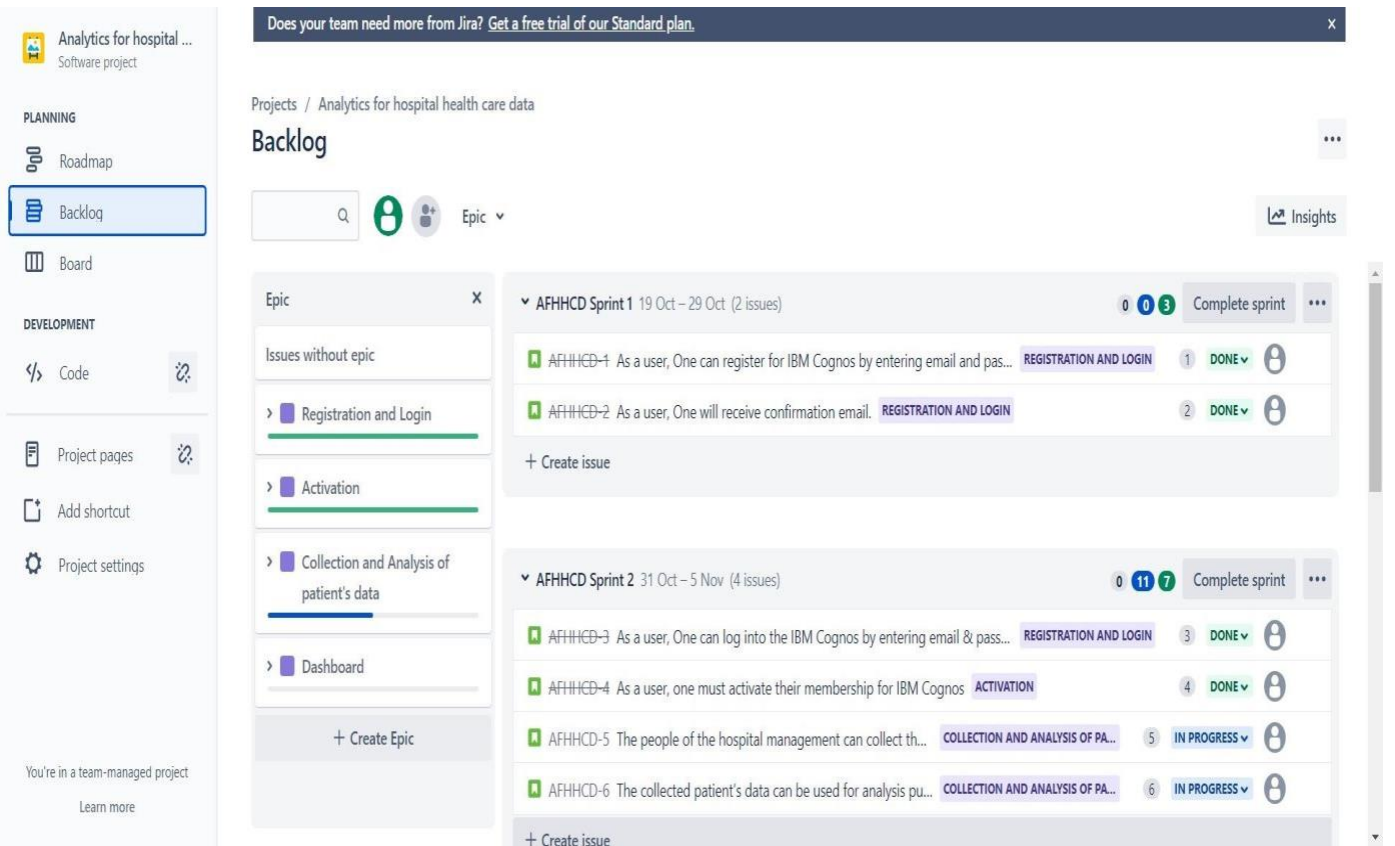 Analytics for hospital ...
Software project
PLANNING
Roadmap
Backlog
Board
DEVELOPMENT
Code
Project pages
Add shortcut
Project settings
You're in a team-managed project
Learn more
Does your team need more from Jira? Get a free trial of our Standard plan. X
Projects / Analytics for hospital health care data
Backlog
Epic
Insights
Epic X
Issues without epic
Registration and Login
Activation
Collection and Analysis of
patient's data
Dashboard
+ Create Epic
AFHHCD Sprint 1 19 Oct – 29 Oct (2 issues) 0 0 3 Complete sprint
AFHHCD-1 As a user, One can register for IBM Cognos by entering email and pas... REGISTRATION AND LOGIN 1 DONE
AFHHCD-2 As a user, One will receive confirmation email. REGISTRATION AND LOGIN 2 DONE
+ Create issue
AFHHCD Sprint 2 31 Oct – 5 Nov (4 issues) 0 11 7 Complete sprint
AFHHCD-3 As a user, One can log into the IBM Cognos by entering email & pass... REGISTRATION AND LOGIN 3 DONE
AFHHCD-4 As a user, one must activate their membership for IBM Cognos ACTIVATION 4 DONE
AFHHCD-5 The people of the hospital management can collect th... COLLECTION AND ANALYSIS OF PA... 5 IN PROGRESS
AFHHCD-6 The collected patient's data can be used for analysis pu... COLLECTION AND ANALYSIS OF PA... 6 IN PROGRESS
+ Create issue